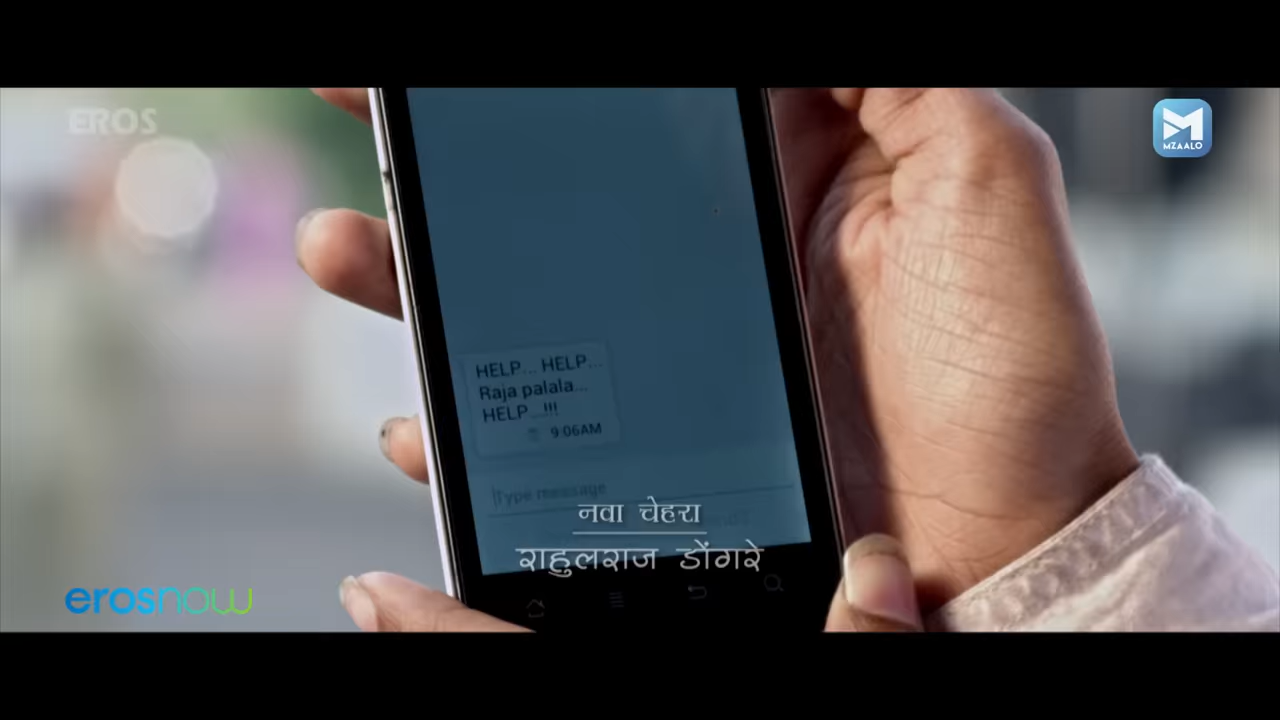 EROS
MZAALO
HELP... HELP...
Raja palala...
HELP...!!!
9:06AM
Type message
नवा चेहरा
राहुलराज डोंगरे
erosnow